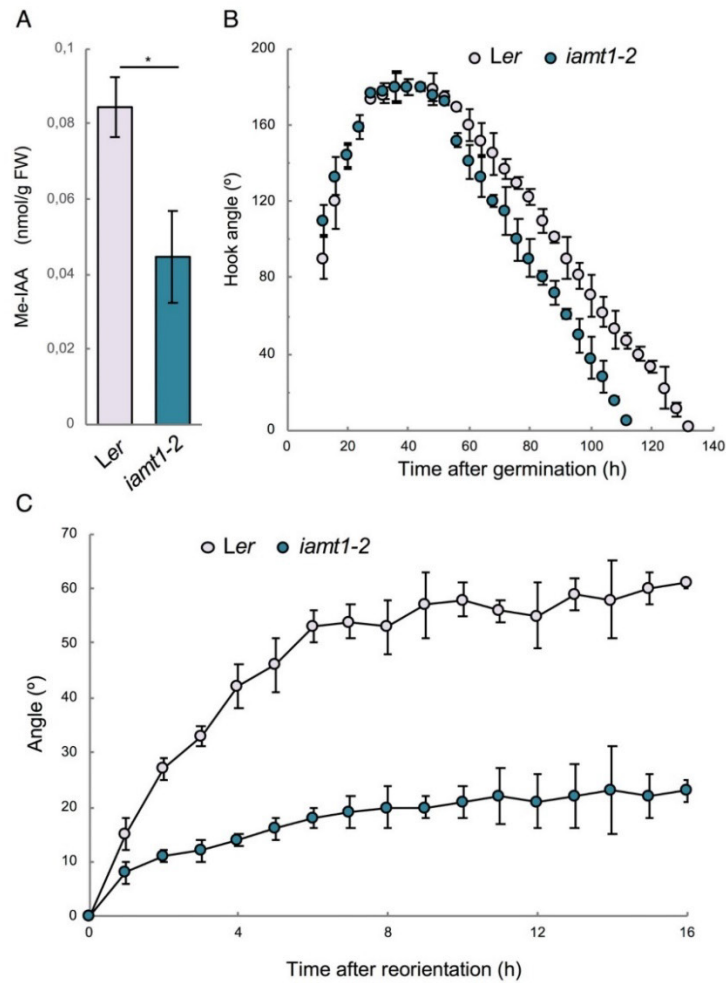 A
0,1
0,08
0,06
0,04
0,02
0
Me-IAA (nmol/g FW)
*
Ler
iamt1-2
B
Ler iamt1-2
200
160
120
80
40
0
Hook angle (º)
0 20 40 60 80 100 120 140
Time after germination (h)
C
Ler iamt1-2
70
60
50
40
30
20
10
0
Angle (º)
0 4 8 12 16
Time after reorientation (h)